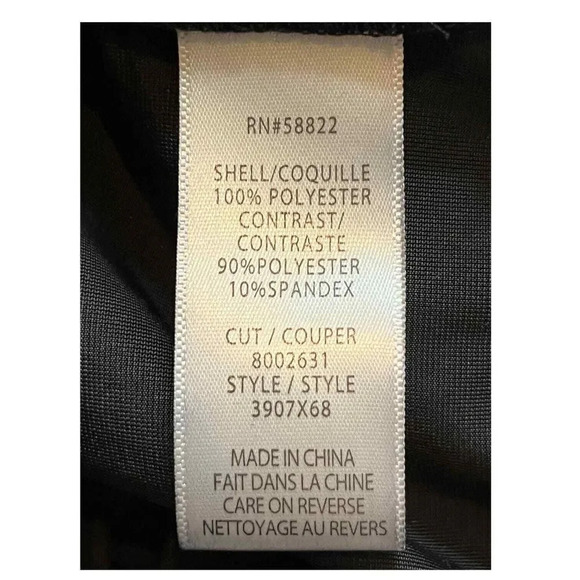 RN#58822
SHELL/COQUILLE
100% POLYESTER
CONTRAST/
CONTRASTE
90%POLYESTER
10%SPANDEX
CUT / COUPER
8002631
STYLE / STYLE
3907X68
MADE IN CHINA
FAIT DANS LA CHINE
CARE ON REVERSE
NETTOYAGE AU REVERS